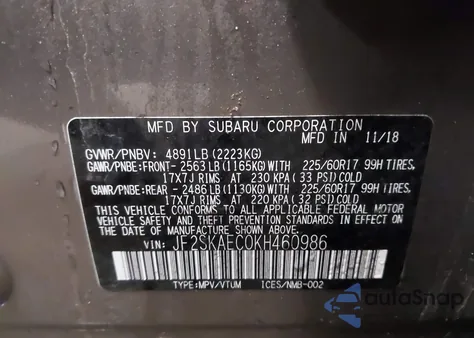 MFD BY SUBARU CORPORATION
MFD IN 11/18
GVWR/PNBV: 4891LB (2223KG)
GAWR/PNBE:FRONT- 2563LB (1165KG)WITH 225/60R17 99H TIRES,
17X7J RIMS AT 230 KPA (33 PSI)COLD
GAWR/PNBE:REAR - 2486LB (1130KG)WITH 225/60R17 99H TIRES,
17X7J RIMS AT 220 KPA (32 PSI)COLD
THIS VEHICLE CONFORMS TO ALL APPLICABLE FEDERAL MOTOR
VEHICLE SAFETY AND THEFT PREVENTION STANDARDS IN EFFECT ON
THE DATE OF MANUFACTURE SHOWN ABOVE.
VIN: JF2SKAEC0KH460986
TYPE:MPV/VTUM ICES/NMB-002
autoSnap